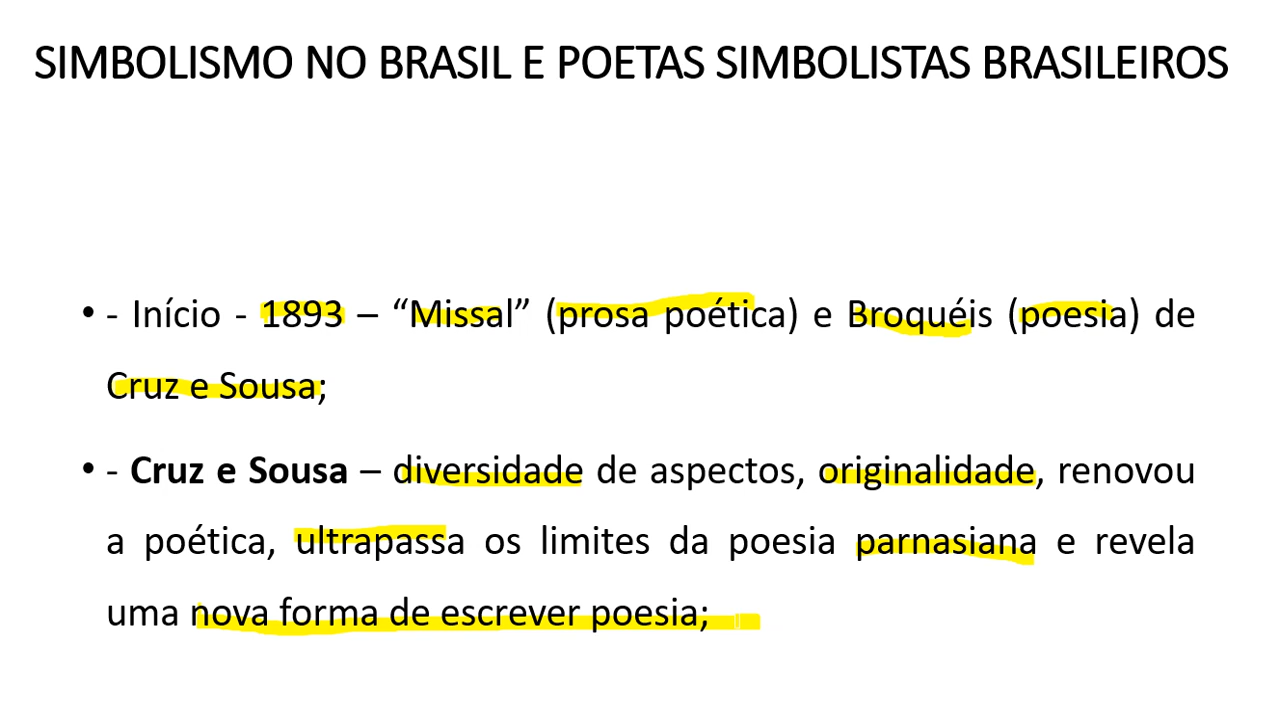 SIMBOLISMO NO BRASIL E POETAS SIMBOLISTAS BRASILEIROS
• - Início - 1893 – “Missal” (prosa poética) e Broquéis (poesia) de
Cruz e Sousa;
• - Cruz e Sousa – diversidade de aspectos, originalidade, renovou
a poética, ultrapassa os limites da poesia parnasiana e revela
uma nova forma de escrever poesia;